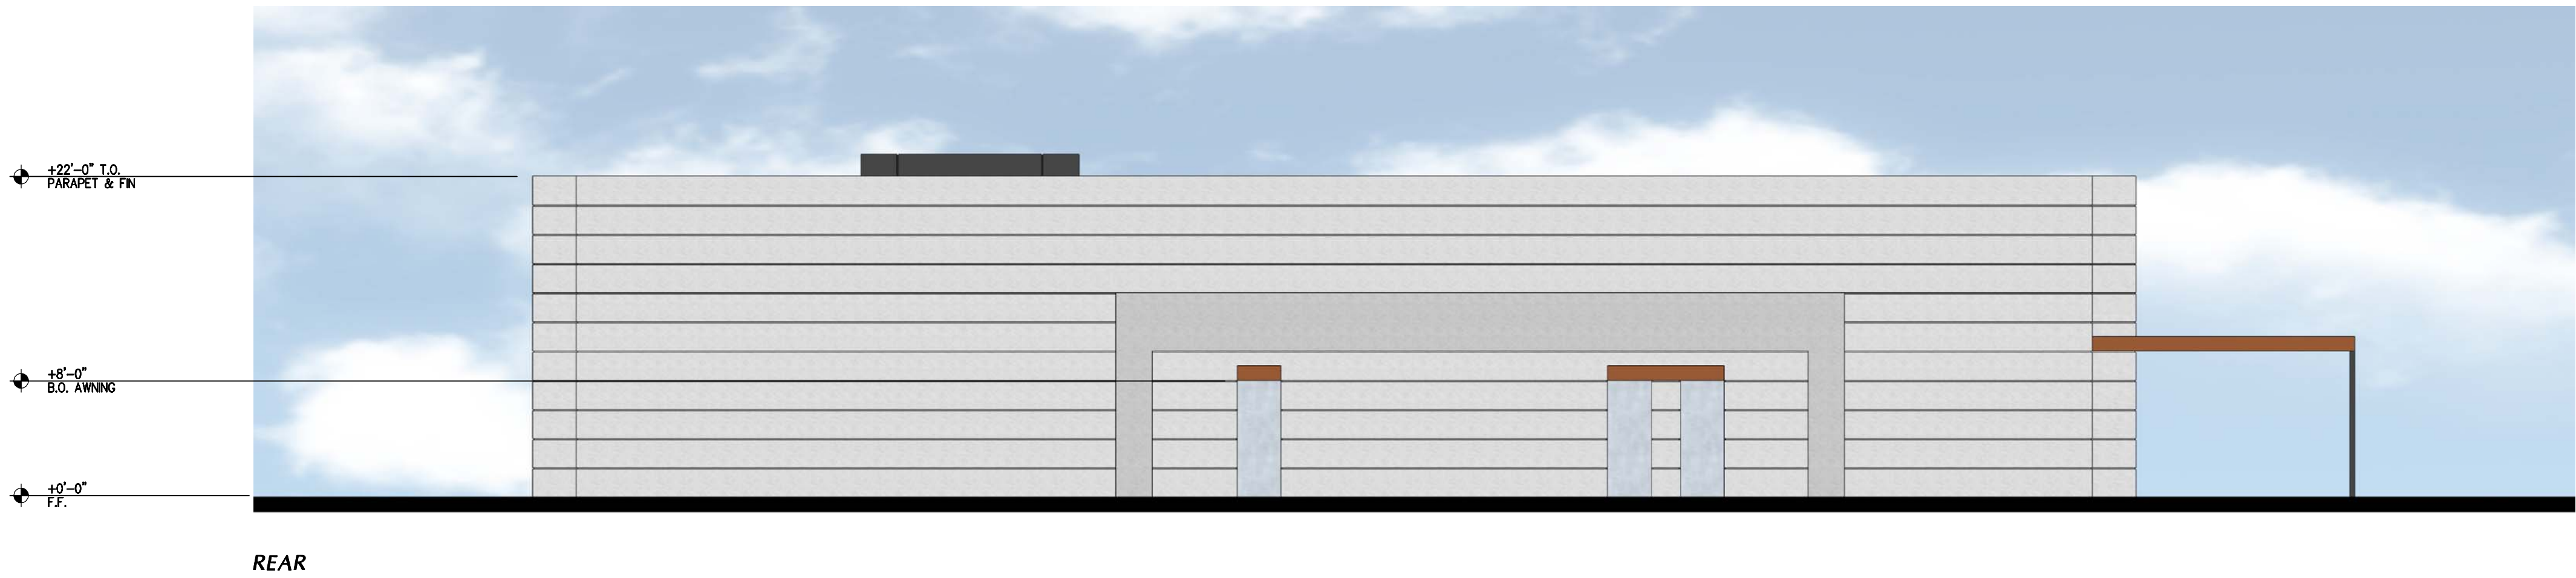 +22'-0" T.O.
PARAPET & FIN
+8'-0"
B.O. AWNING
+0'-0"
F.F.
REAR